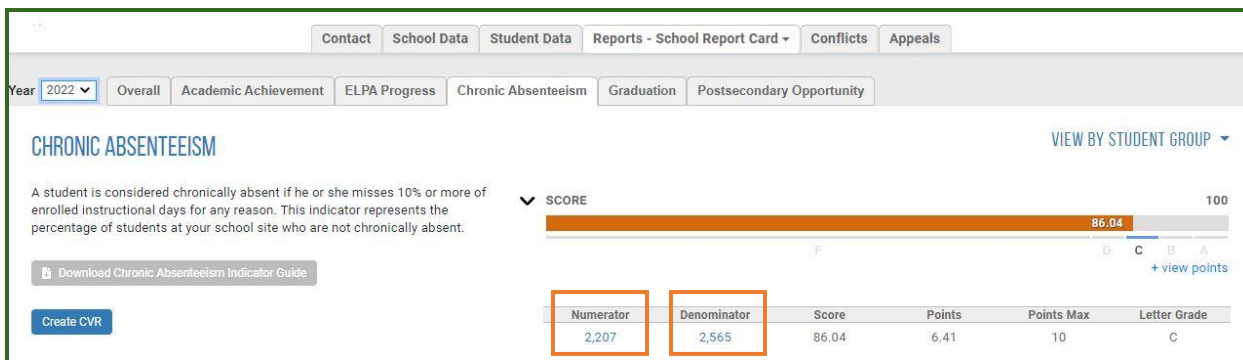 Contact School Data Student Data Reports - School Report Card Conflicts Appeals
Year 2022 Overall Academic Achievement ELPA Progress Chronic Absenteeism Graduation Postsecondary Opportunity
CHRONIC ABSENTEEISM
VIEW BY STUDENT GROUP
A student is considered chronically absent if he or she misses 10% or more of
enrolled instructional days for any reason. This indicator represents the
percentage of students at your school site who are not chronically absent.
Download Chronic Absenteeism Indicator Guide
Create CVR
SCORE 100
86.04
F D C B A
+ view points
Numerator Denominator Score Points Points Max Letter Grade
2,207 2,565 86.04 6.41 10 C